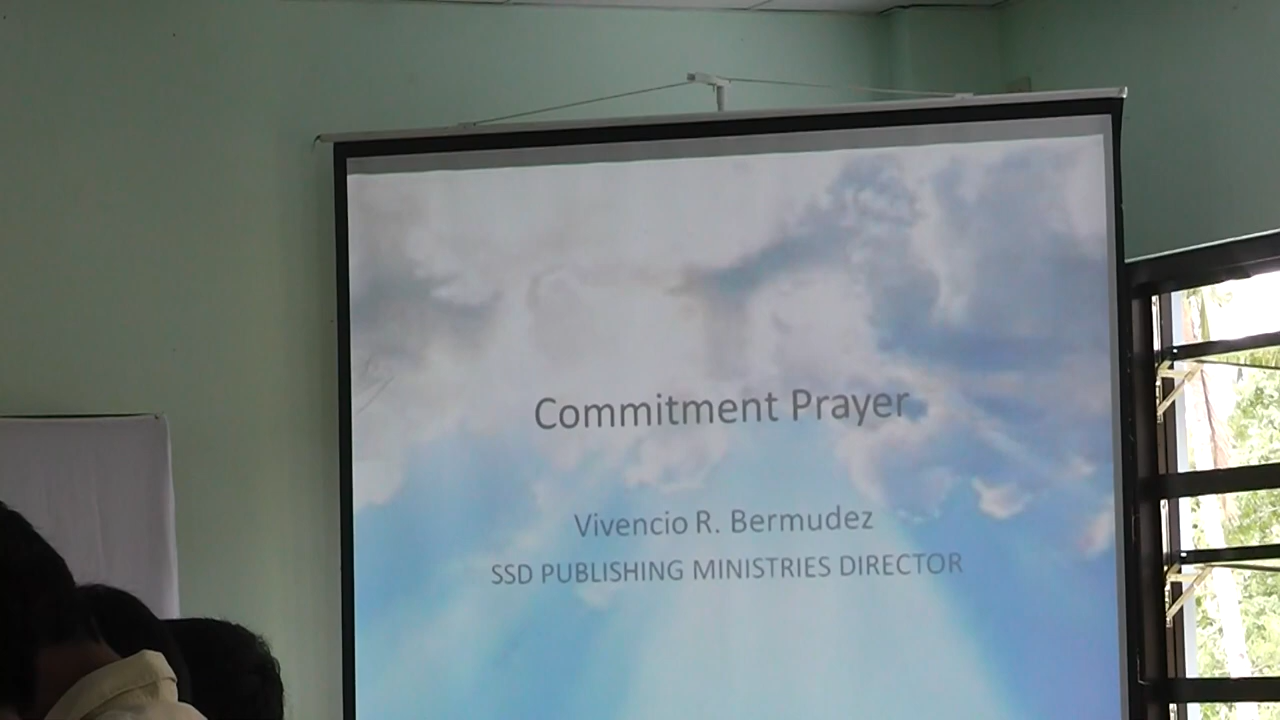 Commitment Prayer
Vivencio R. Bermudez
SSD PUBLISHING MINISTRIES DIRECTOR